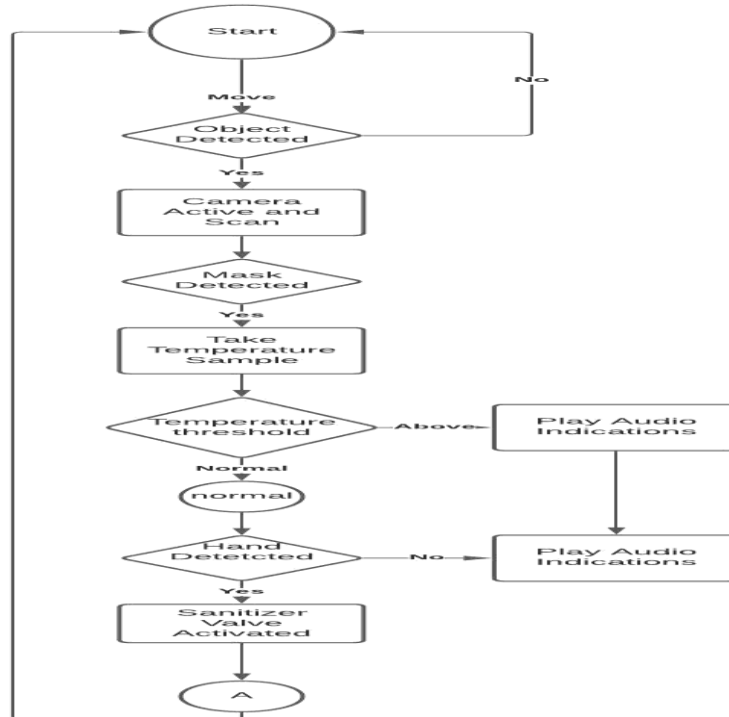 Start
No
Move
Object
Detected
Yes
Camera
Active and
Scan
Mask
Detected
Yes
Take
Temperature
Sample
Temperature
threshold
Above
Play Audio
Indications
Normal
normal
Hand
Detetcted
No
Play Audio
Indications
Yes
Sanitizer
Valve
Activated
A